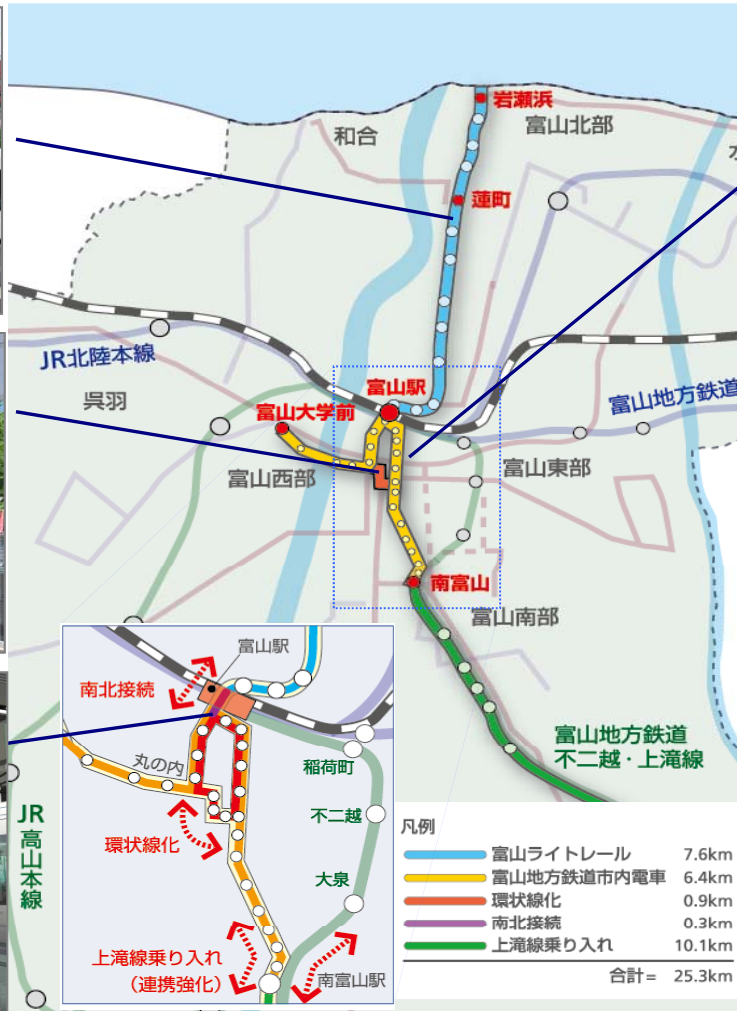 岩瀬浜
和合
富山北部
蓮町
JR北陸本線
富山駅
呉羽
富山大学前
富山地方鉄道
富山西部
富山東部
南富山
富山南部
富山駅
南北接続
丸の内
稲荷町
不二越
環状線化
大泉
上滝線乗り入れ
(連携強化)
南富山駅
JR
高山本線
富山地方鉄道
不二越・上滝線
凡例
富山ライトレール 7.6km
富山地方鉄道市内電車 6.4km
環状線化 0.9km
南北接続 0.3km
上滝線乗り入れ 10.1km
合計= 25.3km